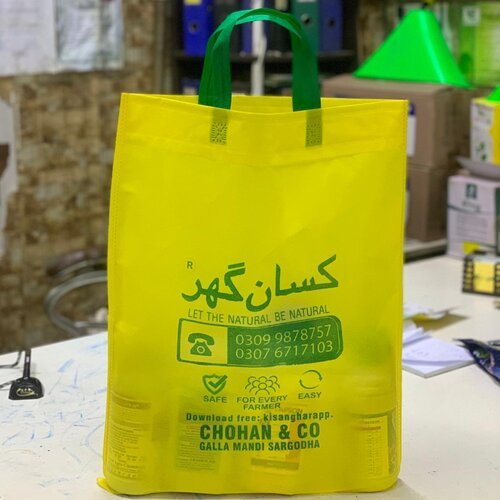 کسان گھر
R
LET THE NATURAL BE NATURAL
0309 9878757
0307 6717103
SAFE
FOR EVERY
FARMER
EASY
Download free: kisangharapp.
CHOHAN & CO
GALLA MANDI SARGODHA